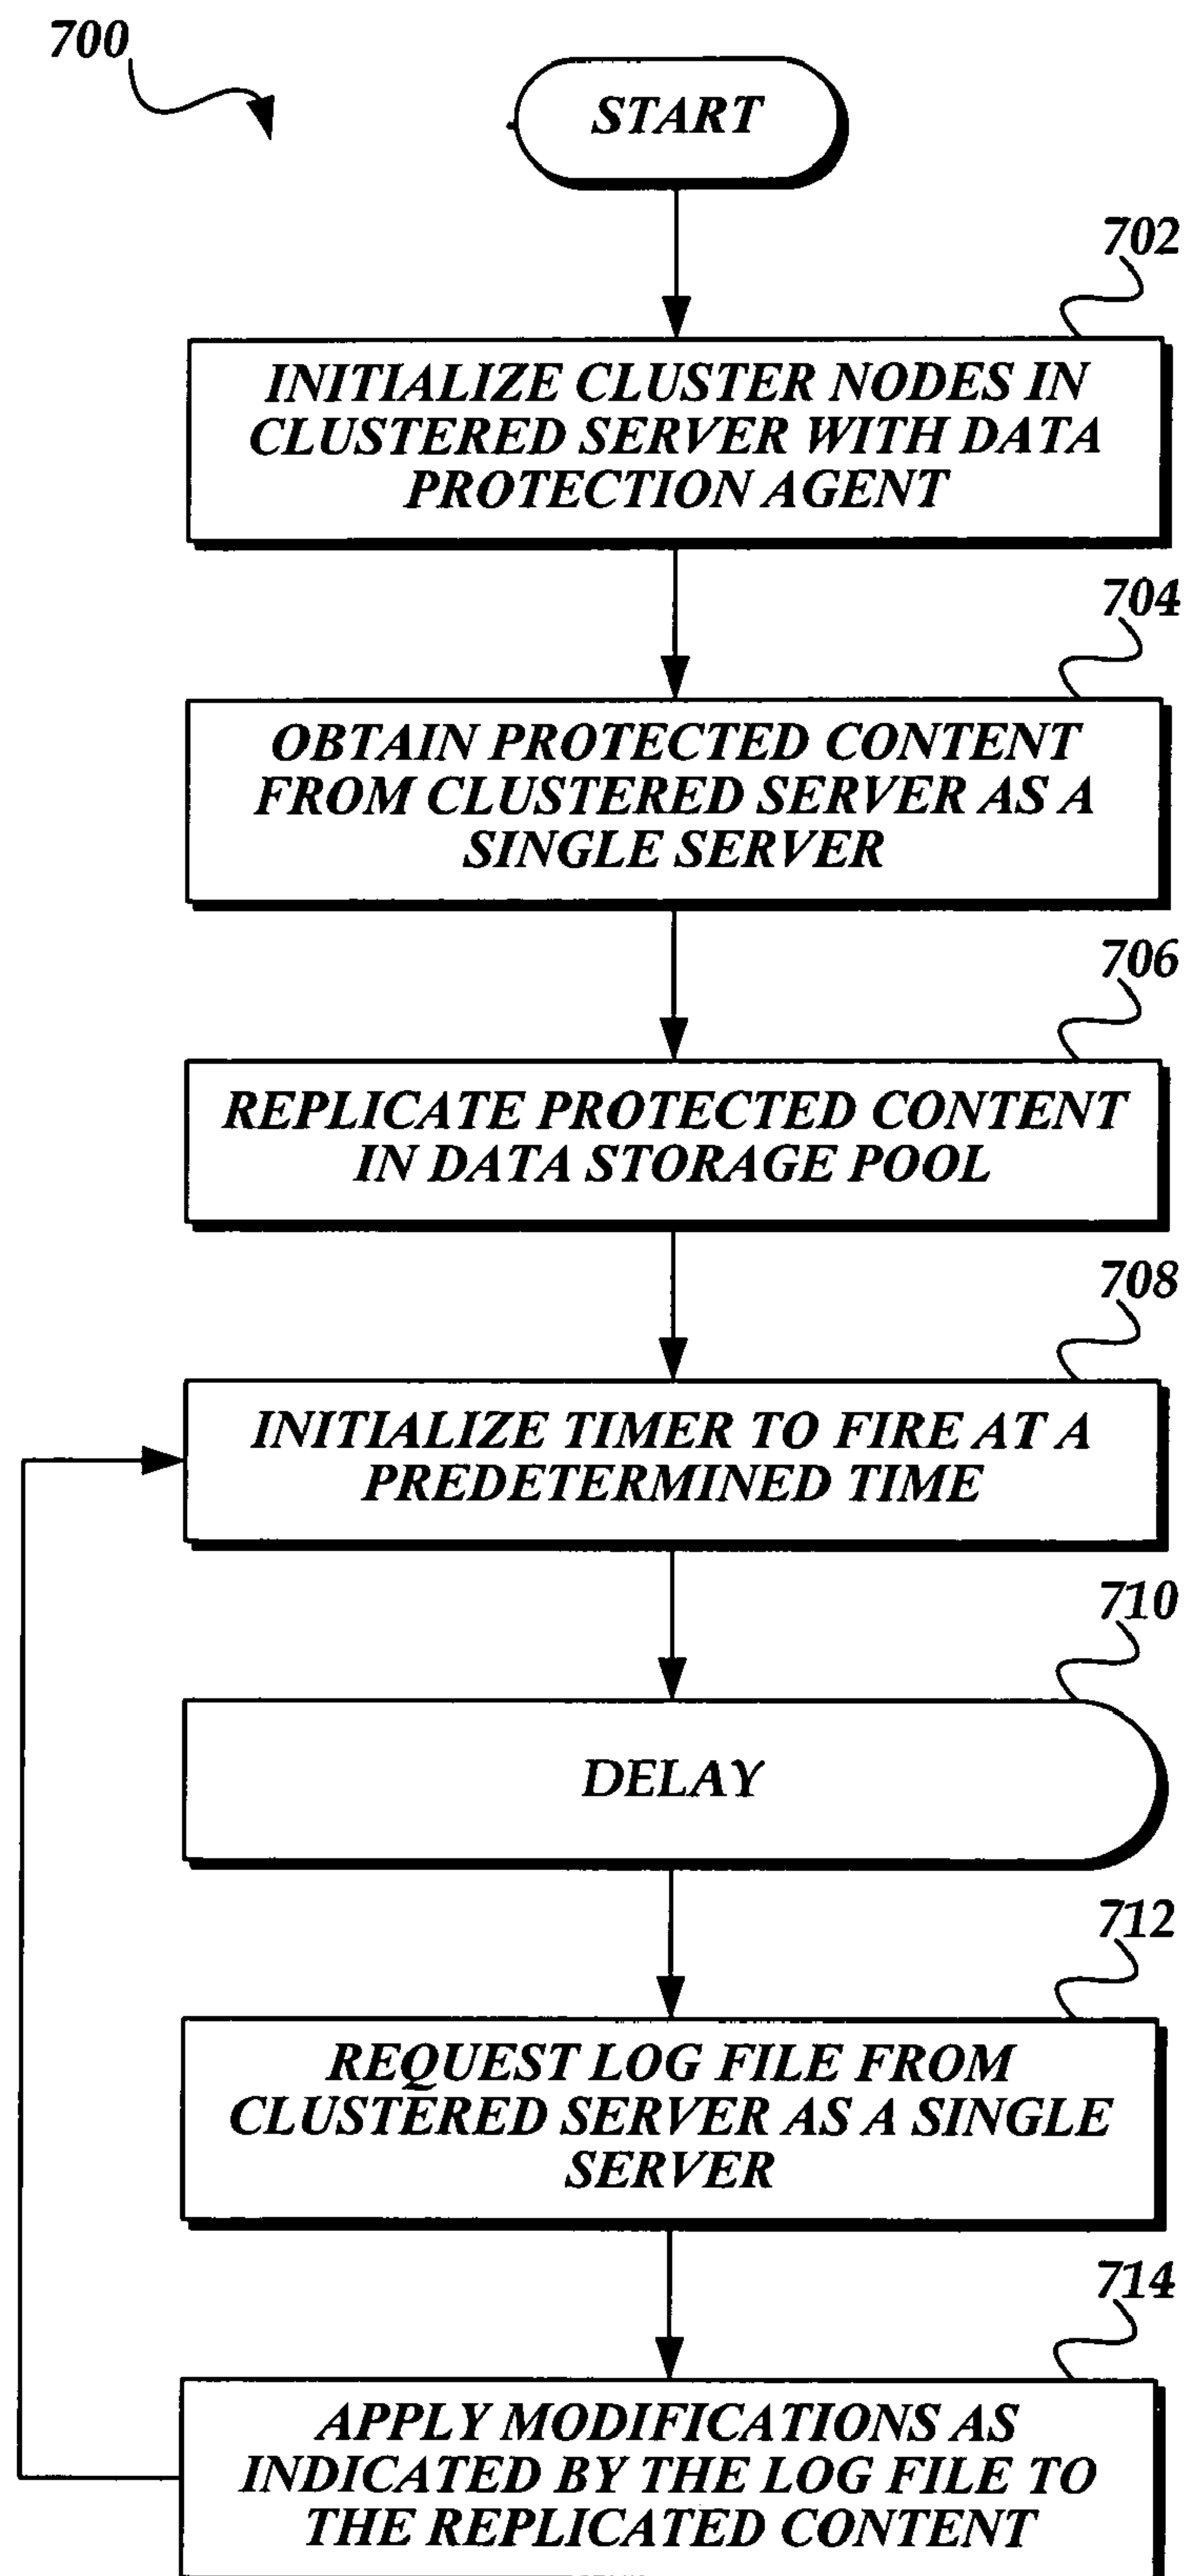 700
START
702
INITIALIZE CLUSTER NODES IN
CLUSTERED SERVER WITH DATA
PROTECTION AGENT
704
OBTAIN PROTECTED CONTENT
FROM CLUSTERED SERVER AS A
SINGLE SERVER
706
REPLICATE PROTECTED CONTENT
IN DATA STORAGE POOL
708
INITIALIZE TIMER TO FIRE AT A
PREDETERMINED TIME
710
DELAY
712
REQUEST LOG FILE FROM
CLUSTERED SERVER AS A SINGLE
SERVER
714
APPLY MODIFICATIONS AS
INDICATED BY THE LOG FILE TO
THE REPLICATED CONTENT